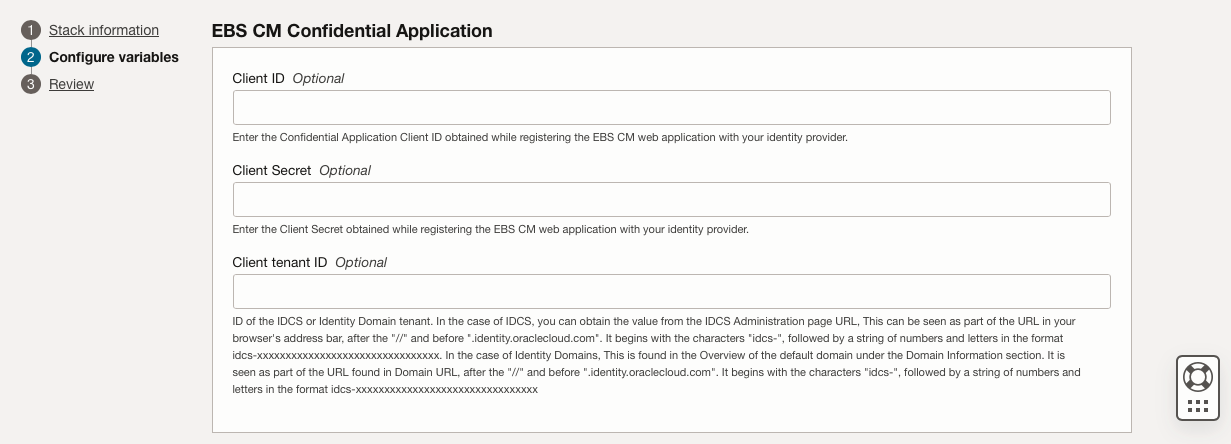 1 Stack information
2 Configure variables
3 Review
EBS CM Confidential Application
Client ID Optional
Enter the Confidential Application Client ID obtained while registering the EBS CM web application with your identity provider.
Client Secret Optional
Enter the Client Secret obtained while registering the EBS CM web application with your identity provider.
Client tenant ID Optional
ID of the IDCS or Identity Domain tenant. In the case of IDCS, you can obtain the value from the IDCS Administration page URL, This can be seen as part of the URL in your
browser's address bar, after the "//" and before ".identity.oraclecloud.com". It begins with the characters "idcs-", followed by a string of numbers and letters in the format
idcs-xxxxxxxxxxxxxxxxxxxxxxxxxxxxxxxx. In the case of Identity Domains, This is found in the Overview of the default domain under the Domain Information section. It is
seen as part of the URL found in Domain URL, after the "//" and before ".identity.oraclecloud.com". It begins with the characters "idcs-", followed by a string of numbers and
letters in the format idcs-xxxxxxxxxxxxxxxxxxxxxxxxxxxxxxxx